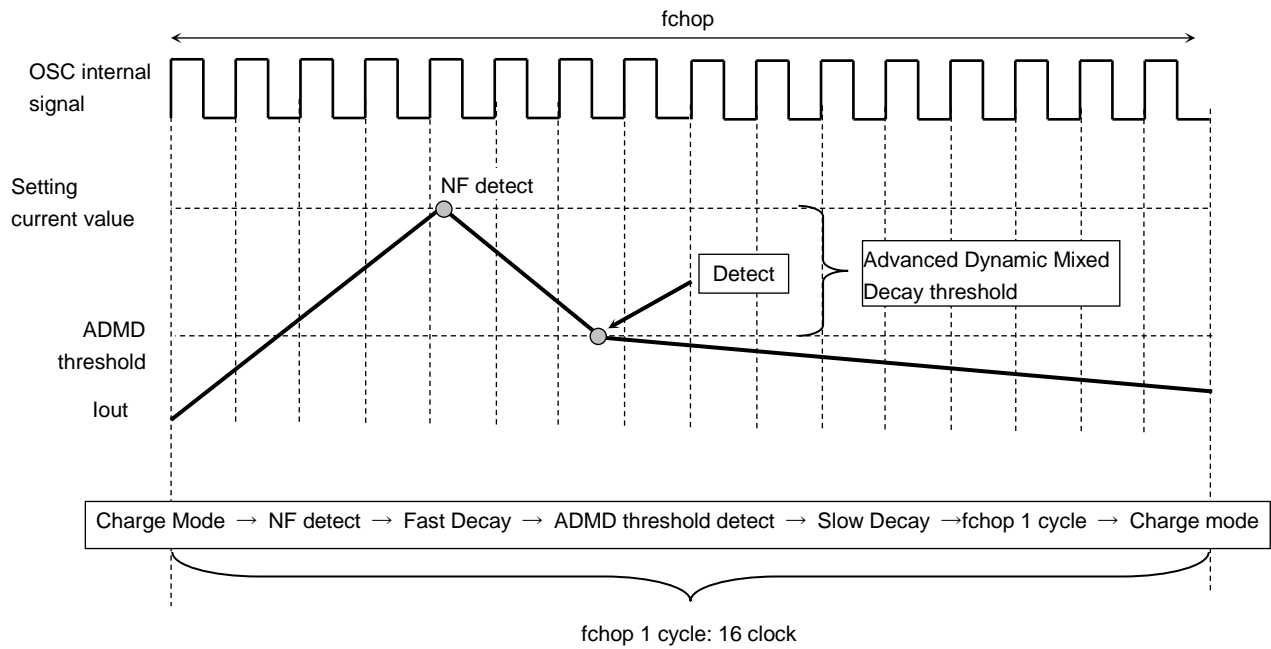 fchop
OSC internal
signal
Setting
current value
NF detect
Detect
Advanced Dynamic Mixed
Decay threshold
ADMD
threshold
Iout
Charge Mode → NF detect → Fast Decay → ADMD threshold detect → Slow Decay →fchop 1 cycle → Charge mode
fchop 1 cycle: 16 clock